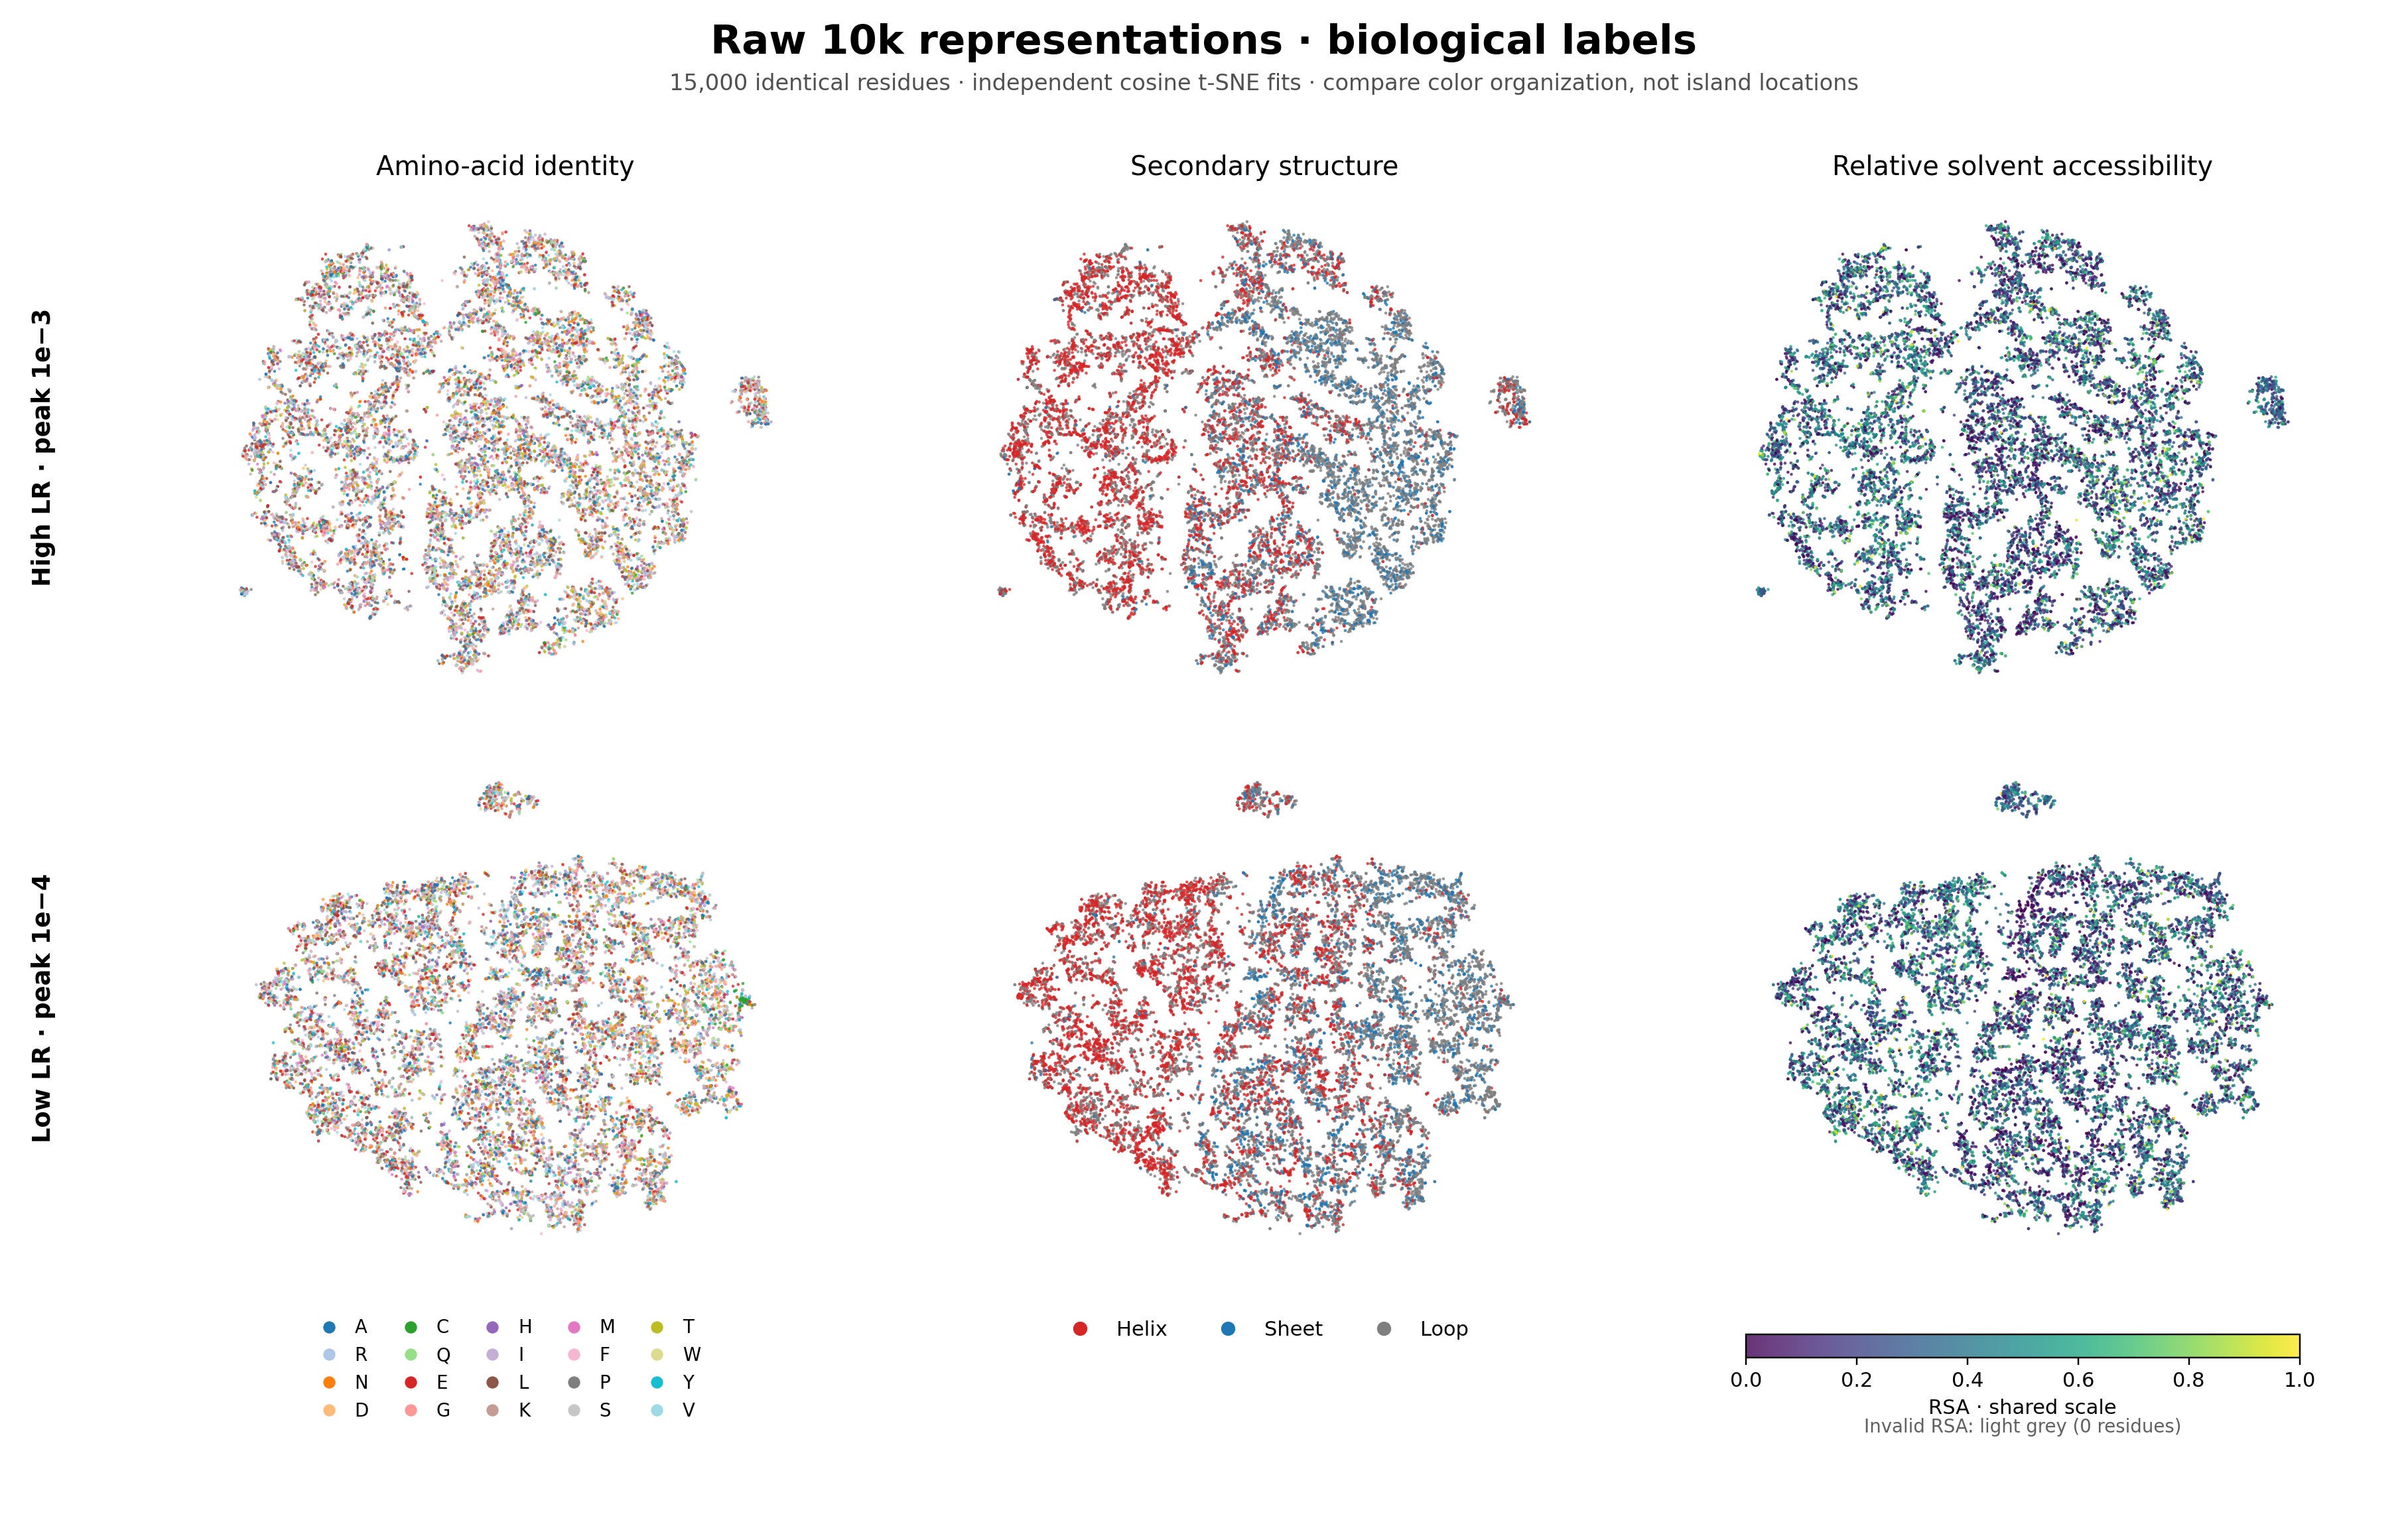 Raw 10k representations · biological labels
15,000 identical residues · independent cosine t-SNE fits · compare color organization, not island locations
Amino-acid identity
Secondary structure
Relative solvent accessibility
High LR · peak 1e−3
Low LR · peak 1e−4
A C H M T
R Q I F W
N E L P Y
D G K S V
Helix Sheet Loop
0.0 0.2 0.4 0.6 0.8 1.0
RSA · shared scale
Invalid RSA: light grey (0 residues)